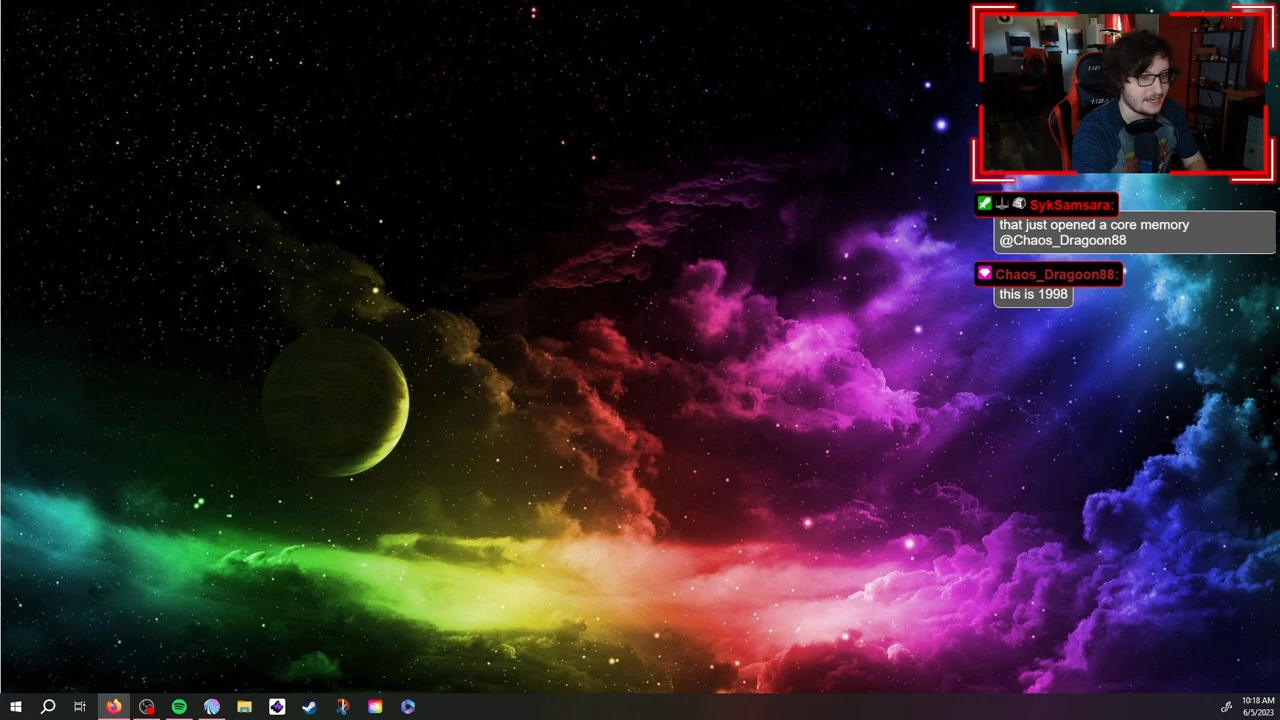 SykSamsara:
that just opened a core memory
@Chaos_Dragoon88
Chaos_Dragoon88:
this is 1998
10:18 AM
6/5/2023